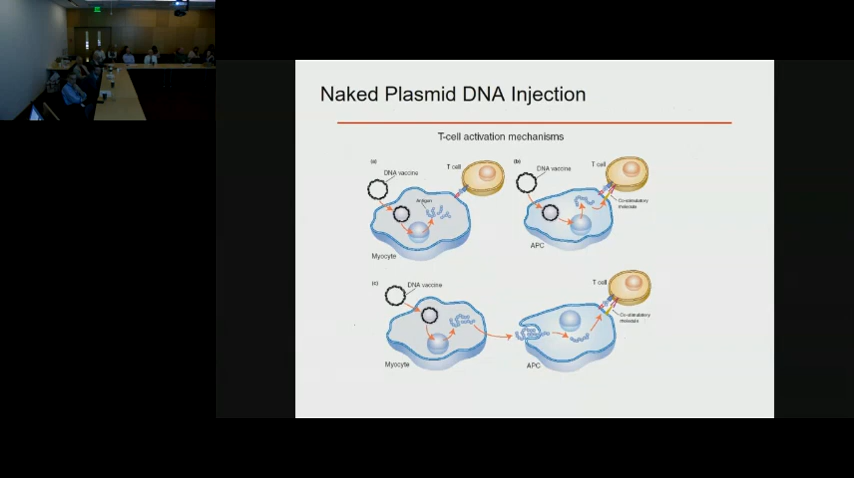 Naked Plasmid DNA Injection
T-cell activation mechanisms
(a)
DNA vaccine
T cell
Antigen
Myocyte
(b)
DNA vaccine
T cell
Co-stimulatory
molecule
APC
(c)
DNA vaccine
T cell
Co-stimulatory
molecule
Myocyte
APC